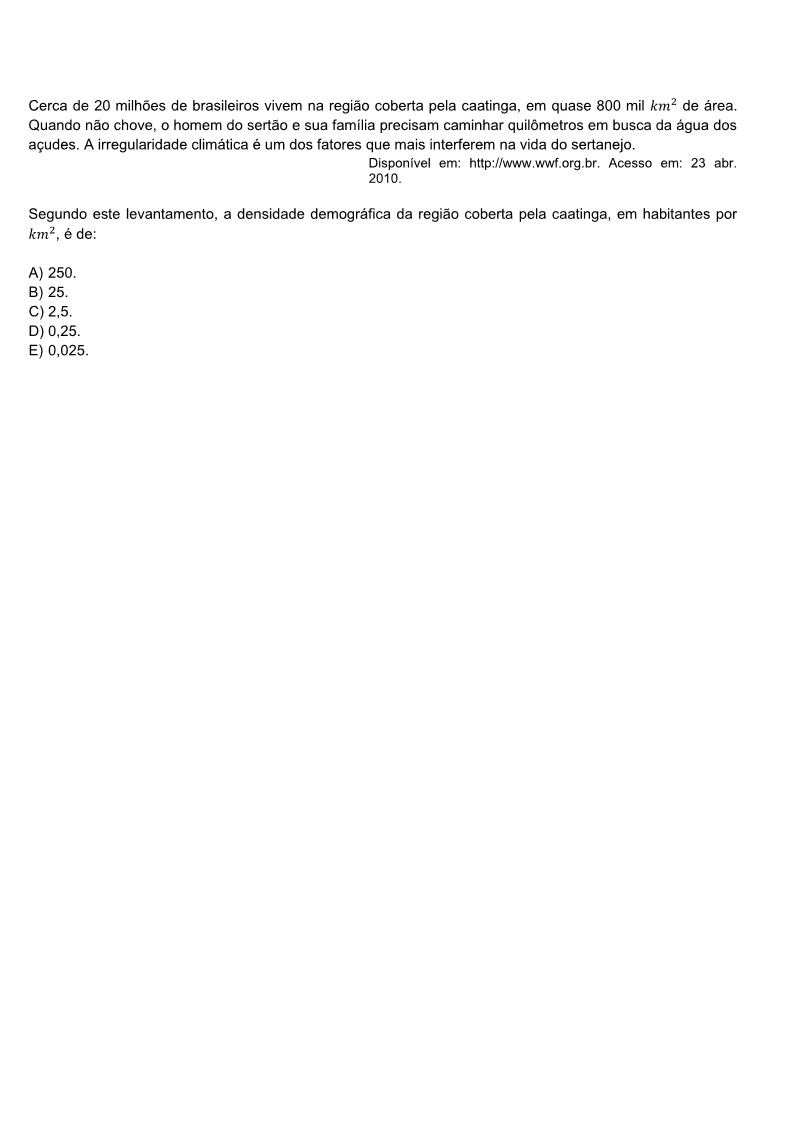 Cerca de 20 milhões de brasileiros vivem na região coberta pela caatinga, em quase 800 mil km² de área.
Quando não chove, o homem do sertão e sua família precisam caminhar quilômetros em busca da água dos
açudes. A irregularidade climática é um dos fatores que mais interferem na vida do sertanejo.
Disponível em: http://www.wwf.org.br. Acesso em: 23 abr.
2010.
Segundo este levantamento, a densidade demográfica da região coberta pela caatinga, em habitantes por
km², é de:
A) 250.
B) 25.
C) 2,5.
D) 0,25.
E) 0,025.